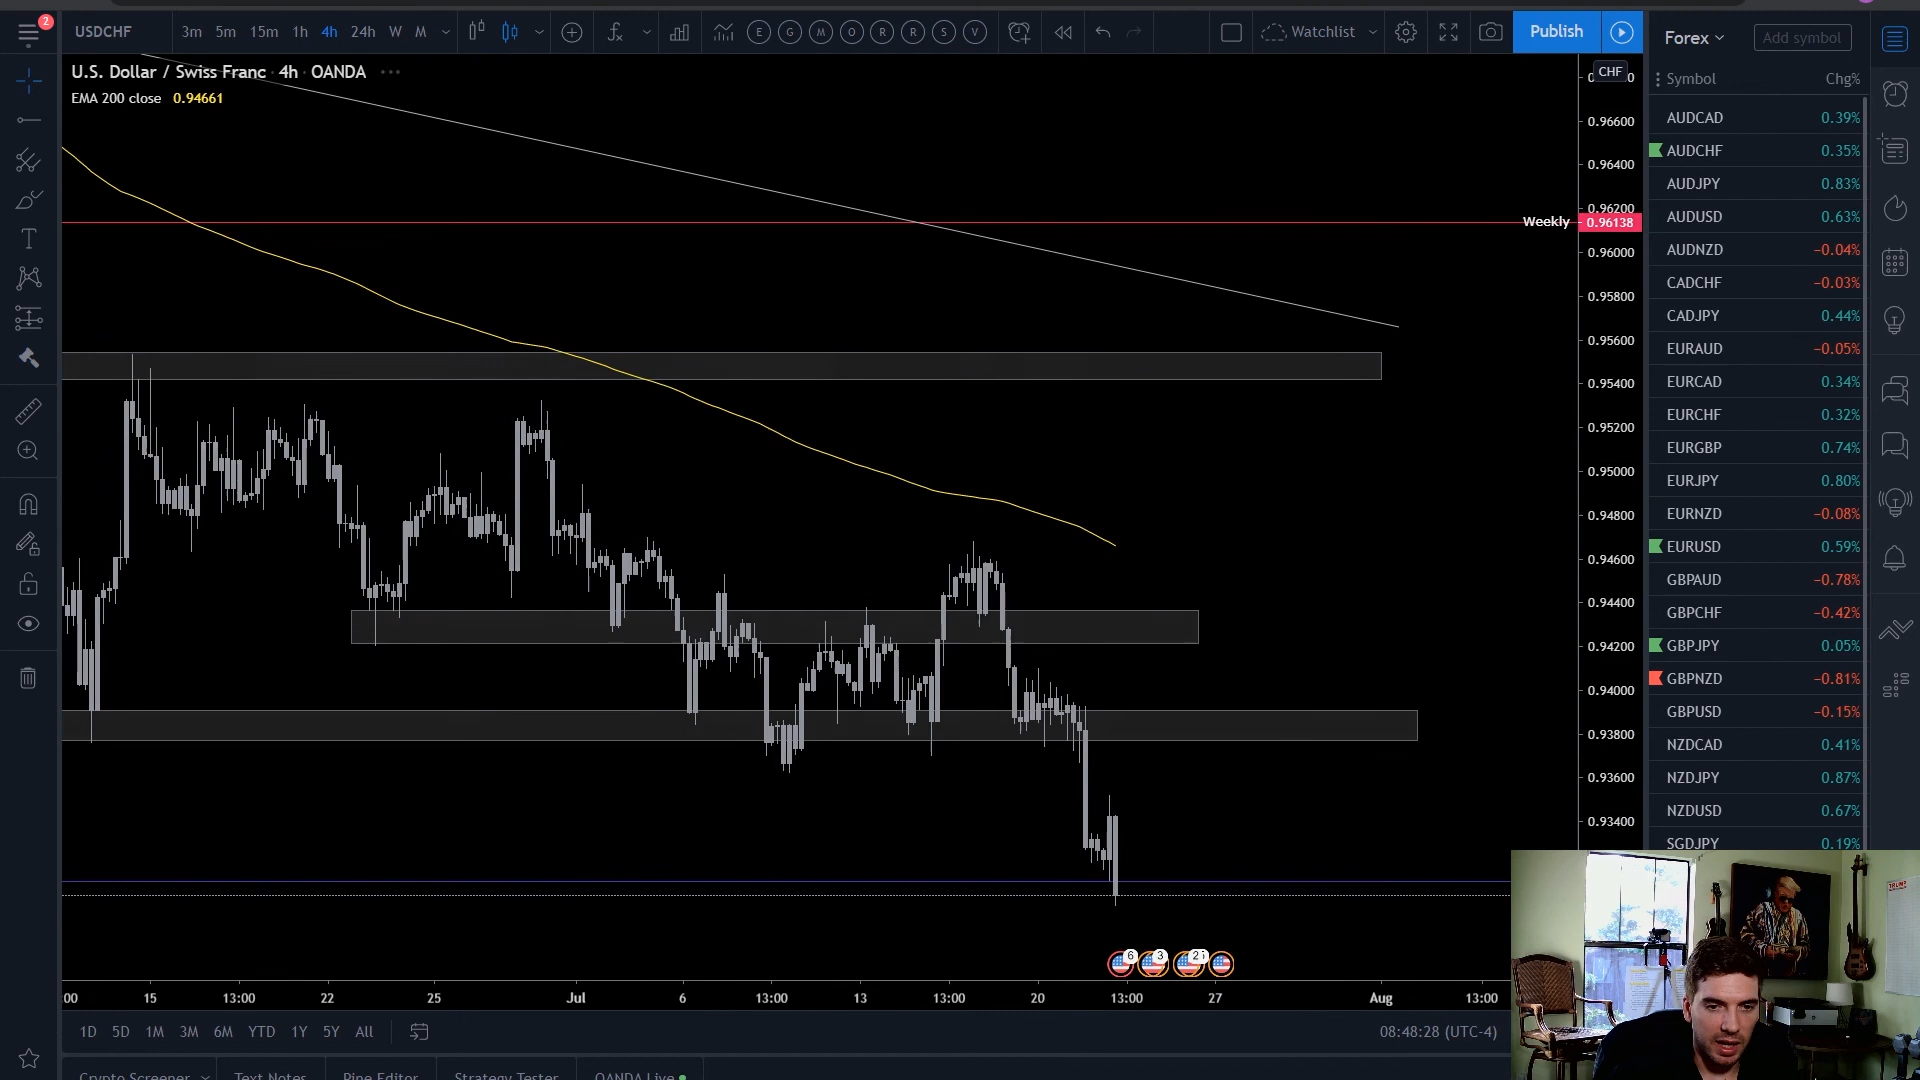 2
USDCHF 3m 5m 15m 1h 4h 24h W M E G M O R R S V Watchlist Publish
Forex Add symbol
U.S. Dollar / Swiss Franc · 4h · OANDA ···
EMA 200 close 0.94661
CHF
Symbol Chg%
0.96600
0.96400
0.96200
Weekly 0.96138
0.96000
0.95800
0.95600
0.95400
0.95200
0.95000
0.94800
0.94600
0.94400
0.94200
0.94000
0.93800
0.93600
0.93400
AUDCAD 0.39%
AUDCHF 0.35%
AUDJPY 0.83%
AUDUSD 0.63%
AUDNZD −0.04%
CADCHF −0.03%
CADJPY 0.44%
EURAUD −0.05%
EURCAD 0.34%
EURCHF 0.32%
EURGBP 0.74%
EURJPY 0.80%
EURNZD −0.08%
EURUSD 0.59%
GBPAUD −0.78%
GBPCHF −0.42%
GBPJPY 0.05%
GBPNZD −0.81%
GBPUSD −0.15%
NZDCAD 0.41%
NZDJPY 0.87%
NZDUSD 0.67%
SGDJPY 0.19%
TRUMP
6 3 2
:00 15 13:00 22 25 Jul 6 13:00 13 13:00 20 13:00 27 Aug 13:00
1D 5D 1M 3M 6M YTD 1Y 5Y All 08:48:28 (UTC-4)
Crypto Screener Text Notes Pine Editor Strategy Tester OANDA Live